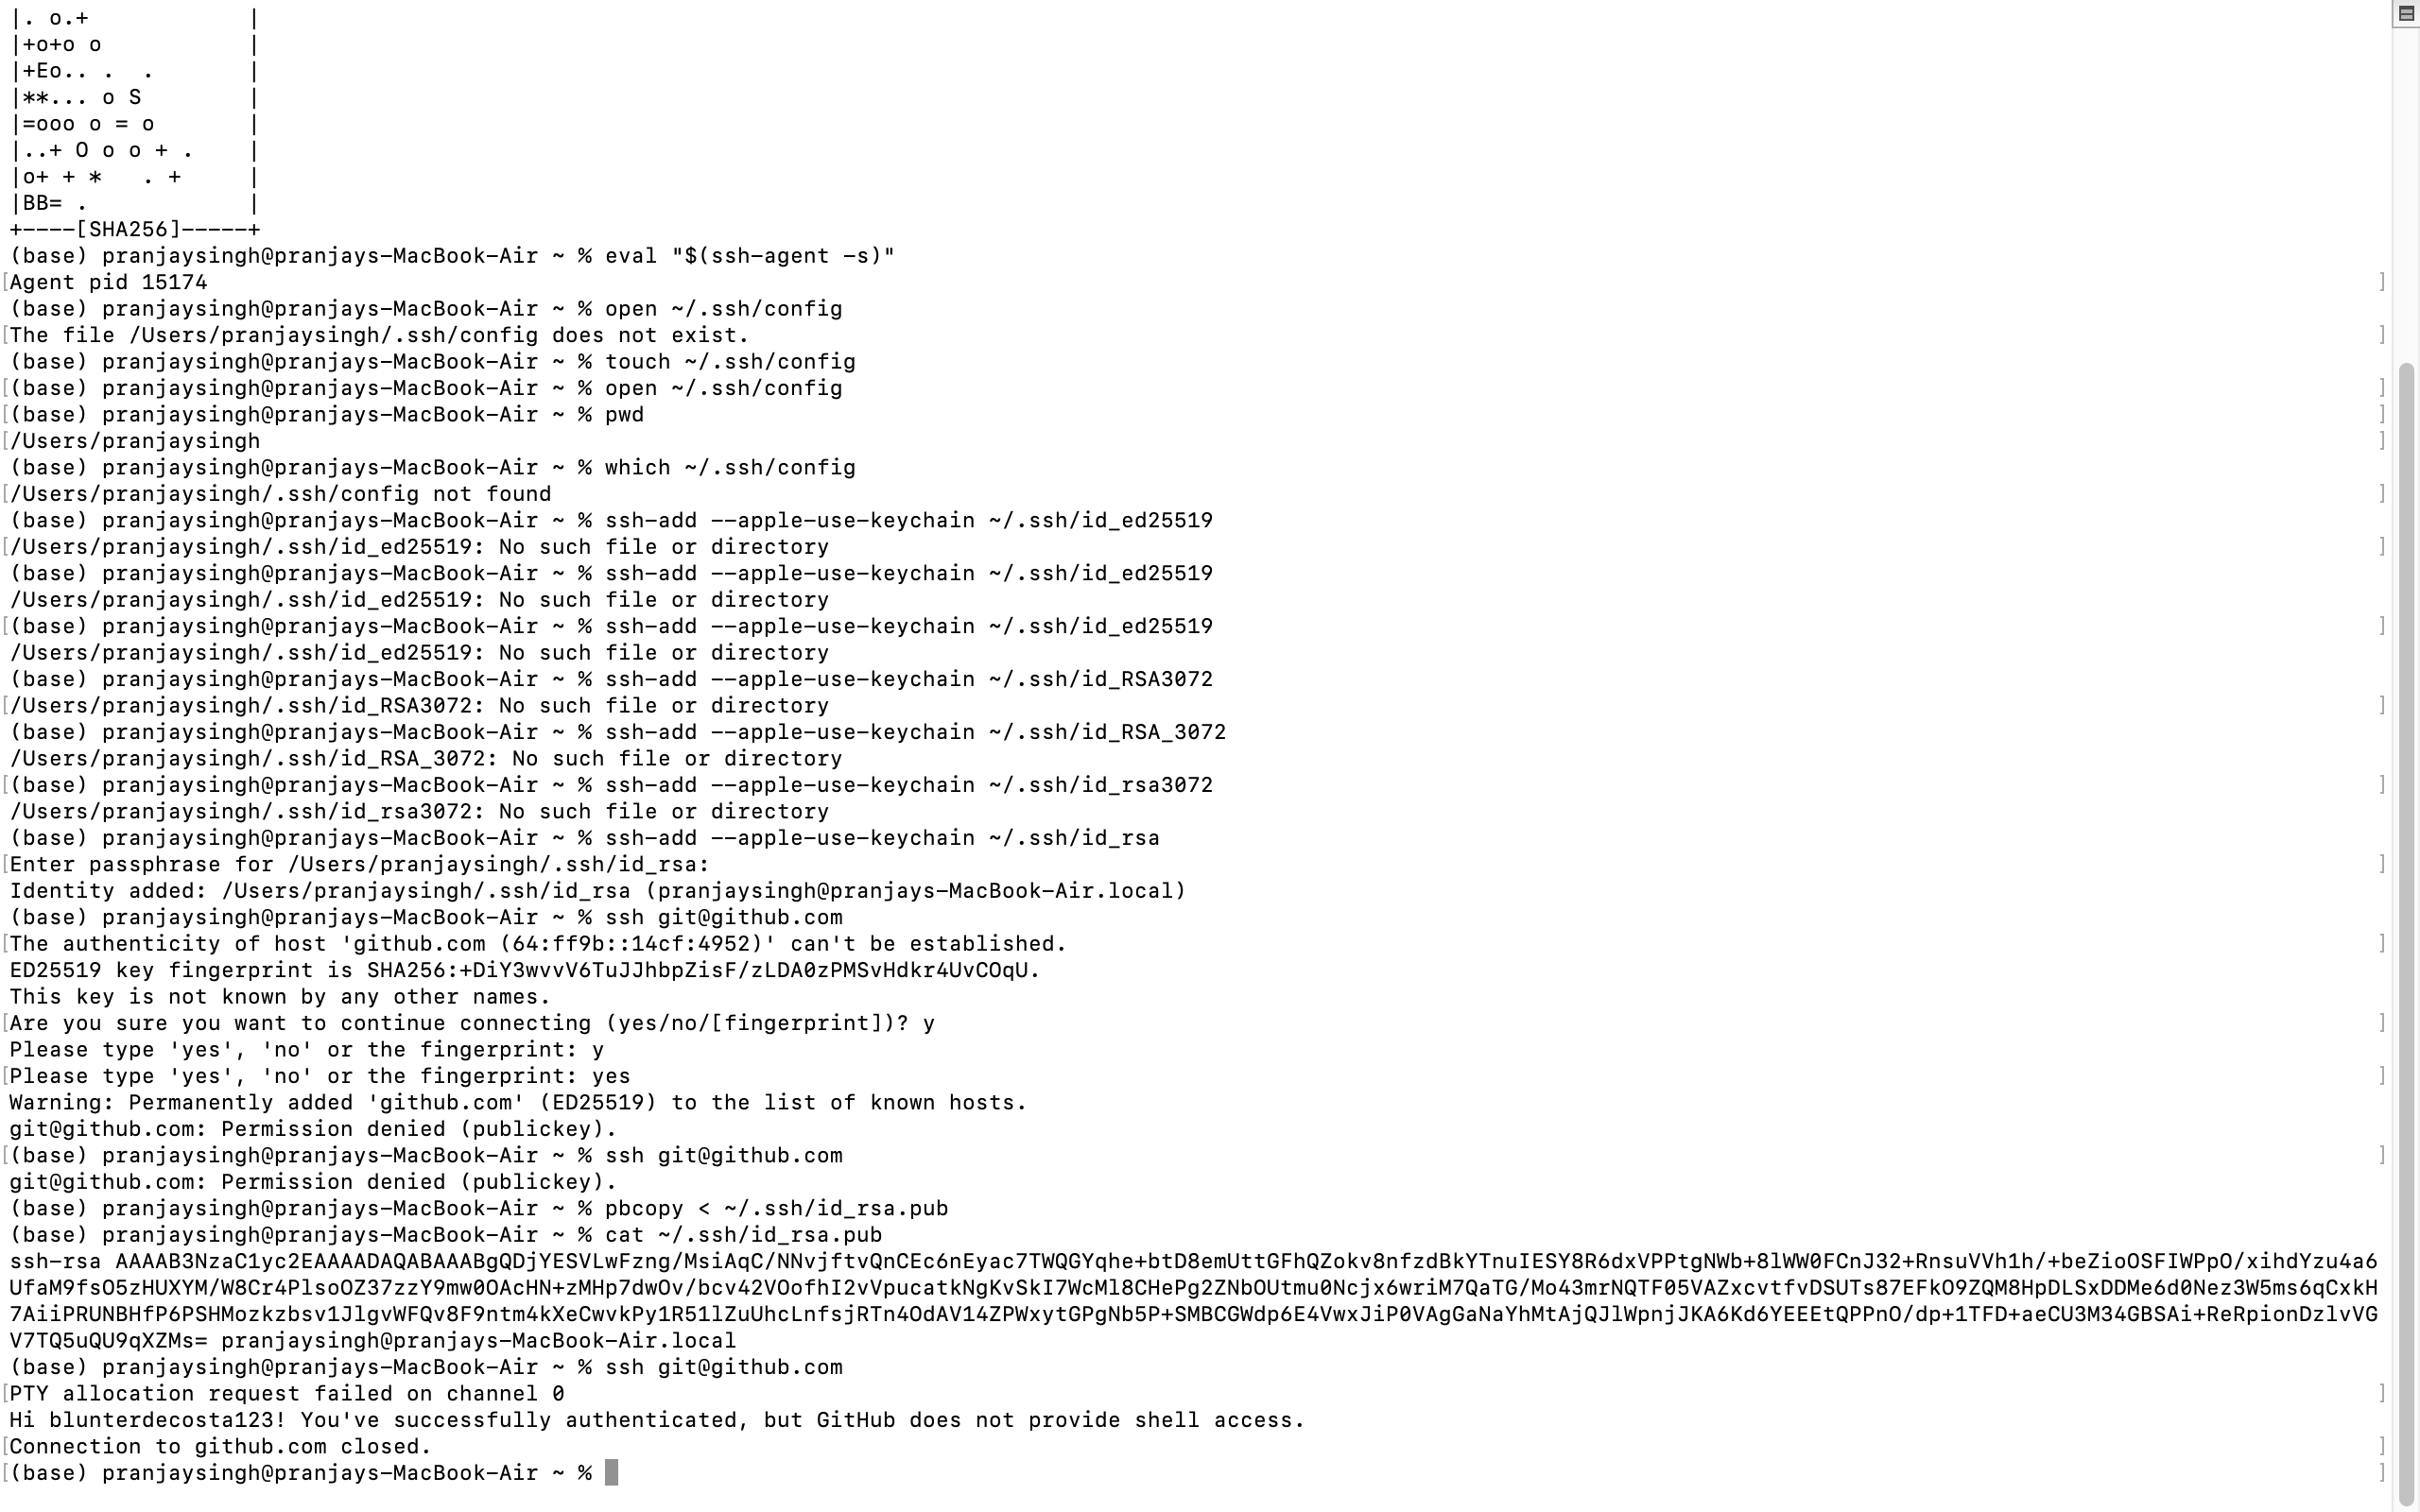 |. o.+            |
|+o+o o           |
|+Eo.. .  .       |
|**... o S        |
|=ooo o = o       |
|..+ O o o + .    |
|o+ + *   . +     |
|BB= .            |
+----[SHA256]-----+
(base) pranjaysingh@pranjays-MacBook-Air ~ % eval "$(ssh-agent -s)"
[Agent pid 15174 ]
(base) pranjaysingh@pranjays-MacBook-Air ~ % open ~/.ssh/config
[The file /Users/pranjaysingh/.ssh/config does not exist. ]
(base) pranjaysingh@pranjays-MacBook-Air ~ % touch ~/.ssh/config
[(base) pranjaysingh@pranjays-MacBook-Air ~ % open ~/.ssh/config ]
[(base) pranjaysingh@pranjays-MacBook-Air ~ % pwd ]
[/Users/pranjaysingh ]
(base) pranjaysingh@pranjays-MacBook-Air ~ % which ~/.ssh/config
[/Users/pranjaysingh/.ssh/config not found ]
(base) pranjaysingh@pranjays-MacBook-Air ~ % ssh-add --apple-use-keychain ~/.ssh/id_ed25519
[/Users/pranjaysingh/.ssh/id_ed25519: No such file or directory ]
(base) pranjaysingh@pranjays-MacBook-Air ~ % ssh-add --apple-use-keychain ~/.ssh/id_ed25519
/Users/pranjaysingh/.ssh/id_ed25519: No such file or directory
[(base) pranjaysingh@pranjays-MacBook-Air ~ % ssh-add --apple-use-keychain ~/.ssh/id_ed25519 ]
/Users/pranjaysingh/.ssh/id_ed25519: No such file or directory
(base) pranjaysingh@pranjays-MacBook-Air ~ % ssh-add --apple-use-keychain ~/.ssh/id_RSA3072
[/Users/pranjaysingh/.ssh/id_RSA3072: No such file or directory ]
(base) pranjaysingh@pranjays-MacBook-Air ~ % ssh-add --apple-use-keychain ~/.ssh/id_RSA_3072
/Users/pranjaysingh/.ssh/id_RSA_3072: No such file or directory
[(base) pranjaysingh@pranjays-MacBook-Air ~ % ssh-add --apple-use-keychain ~/.ssh/id_rsa3072 ]
/Users/pranjaysingh/.ssh/id_rsa3072: No such file or directory
(base) pranjaysingh@pranjays-MacBook-Air ~ % ssh-add --apple-use-keychain ~/.ssh/id_rsa
[Enter passphrase for /Users/pranjaysingh/.ssh/id_rsa: ]
Identity added: /Users/pranjaysingh/.ssh/id_rsa (pranjaysingh@pranjays-MacBook-Air.local)
(base) pranjaysingh@pranjays-MacBook-Air ~ % ssh git@github.com
[The authenticity of host 'github.com (64:ff9b::14cf:4952)' can't be established. ]
ED25519 key fingerprint is SHA256:+DiY3wvvV6TuJJhbpZisF/zLDA0zPMSvHdkr4UvCOqU.
This key is not known by any other names.
[Are you sure you want to continue connecting (yes/no/[fingerprint])? y ]
Please type 'yes', 'no' or the fingerprint: y
[Please type 'yes', 'no' or the fingerprint: yes ]
Warning: Permanently added 'github.com' (ED25519) to the list of known hosts.
git@github.com: Permission denied (publickey).
[(base) pranjaysingh@pranjays-MacBook-Air ~ % ssh git@github.com ]
git@github.com: Permission denied (publickey).
(base) pranjaysingh@pranjays-MacBook-Air ~ % pbcopy < ~/.ssh/id_rsa.pub
(base) pranjaysingh@pranjays-MacBook-Air ~ % cat ~/.ssh/id_rsa.pub
ssh-rsa AAAAB3NzaC1yc2EAAAADAQABAAABgQDjYESVLwFzng/MsiAqC/NNvjftvQnCEc6nEyac7TWQGYqhe+btD8emUttGFhQZokv8nfzdBkYTnuIESY8R6dxVPPtgNWb+8lWW0FCnJ32+RnsuVVh1h/+beZioOSFIWPpO/xihdYzu4a6
UfaM9fsO5zHUXYM/W8Cr4PlsoOZ37zzY9mw0OAcHN+zMHp7dwOv/bcv42VOofhI2vVpucatkNgKvSkI7WcMl8CHePg2ZNbOUtmu0Ncjx6wriM7QaTG/Mo43mrNQTF05VAZxcvtfvDSUTs87EFkO9ZQM8HpDLSxDDMe6d0Nez3W5ms6qCxkH
7AiiPRUNBHfP6PSHMozkzbsv1JlgvWFQv8F9ntm4kXeCwvkPy1R51lZuUhcLnfsjRTn4OdAV14ZPWxytGPgNb5P+SMBCGWdp6E4VwxJiP0VAgGaNaYhMtAjQJlWpnjJKA6Kd6YEEEtQPPnO/dp+1TFD+aeCU3M34GBSAi+ReRpionDzlvVG
V7TQ5uQU9qXZMs= pranjaysingh@pranjays-MacBook-Air.local
(base) pranjaysingh@pranjays-MacBook-Air ~ % ssh git@github.com
[PTY allocation request failed on channel 0 ]
Hi blunterdecosta123! You've successfully authenticated, but GitHub does not provide shell access.
[Connection to github.com closed. ]
[(base) pranjaysingh@pranjays-MacBook-Air ~ % ]